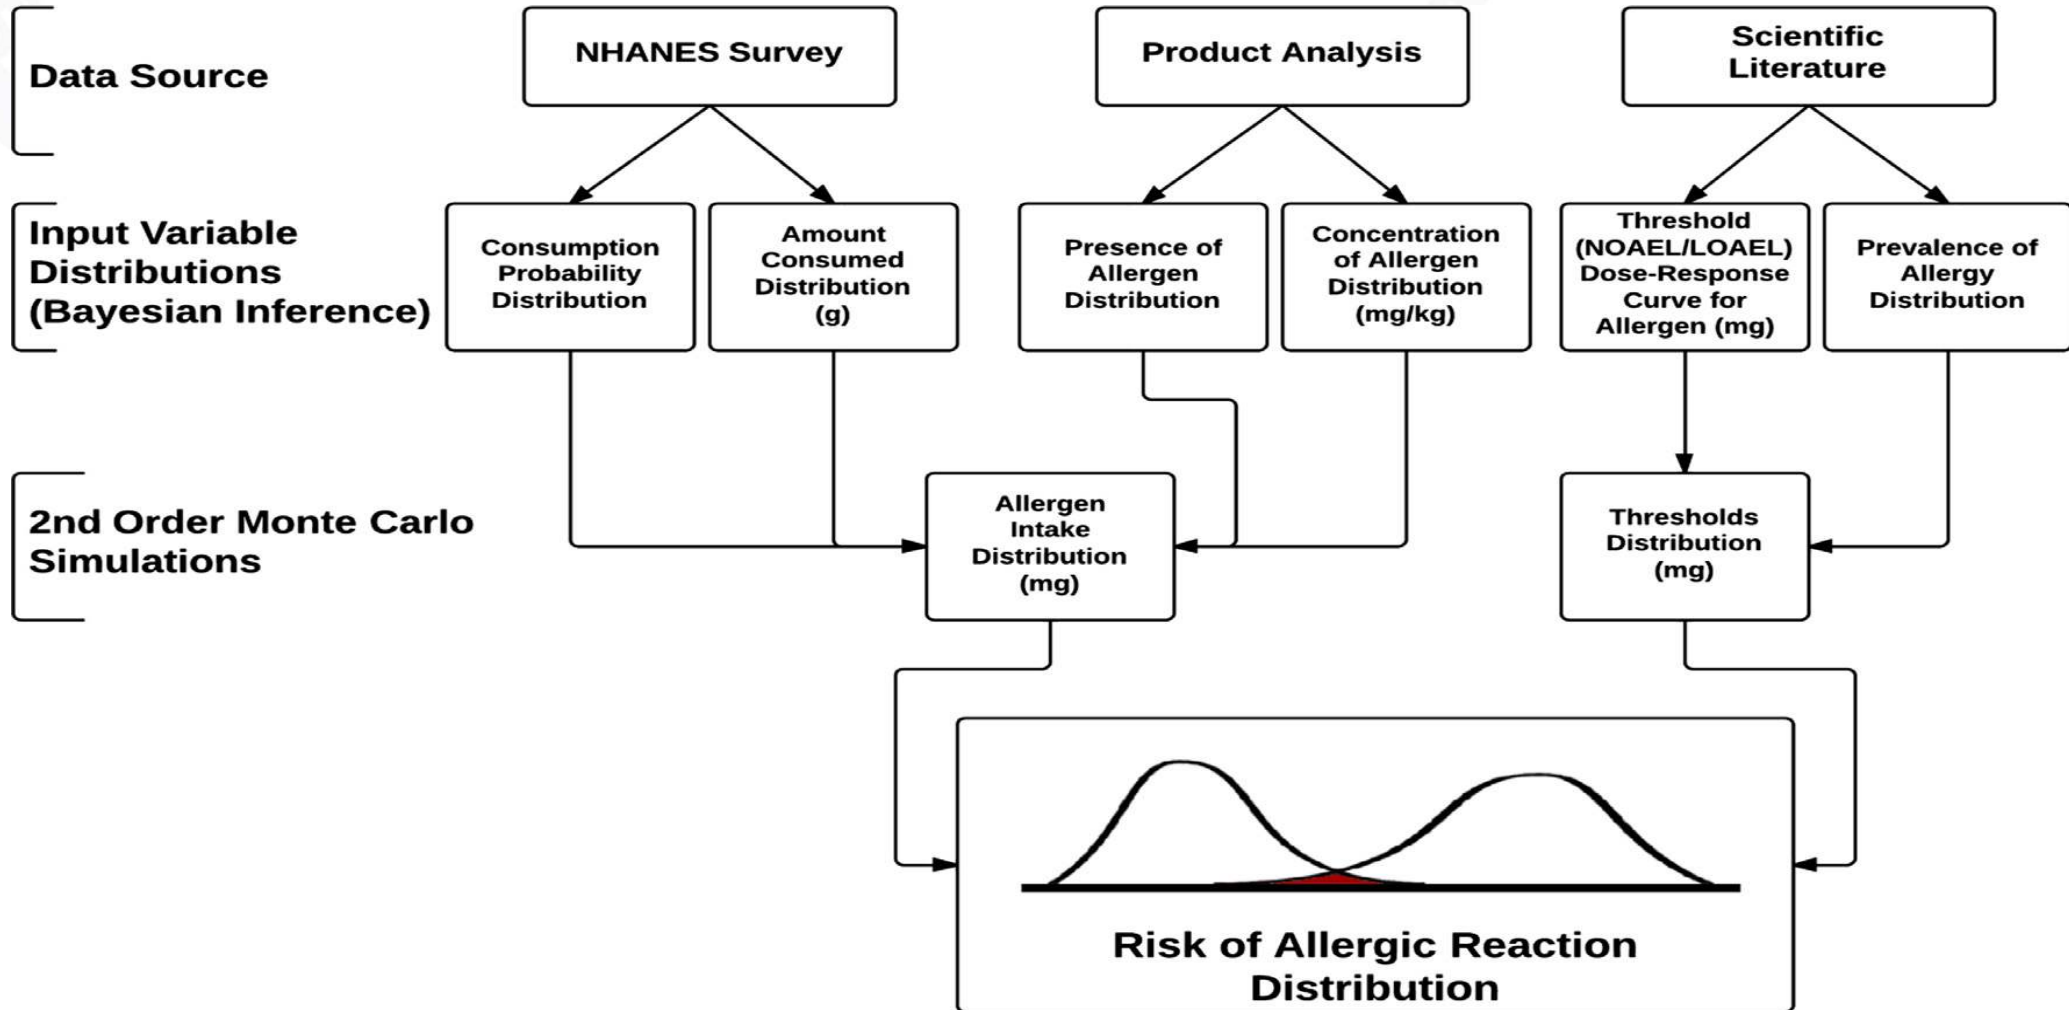 Data Source
NHANES Survey
Product Analysis
Scientific
Literature
Input Variable
Distributions
(Bayesian Inference)
Consumption
Probability
Distribution
Amount
Consumed
Distribution
(g)
Presence of
Allergen
Distribution
Concentration
of Allergen
Distribution
(mg/kg)
Threshold
(NOAEL/LOAEL)
Dose-Response
Curve for
Allergen (mg)
Prevalence of
Allergy
Distribution
2nd Order Monte Carlo
Simulations
Allergen
Intake
Distribution
(mg)
Thresholds
Distribution
(mg)
Risk of Allergic Reaction
Distribution